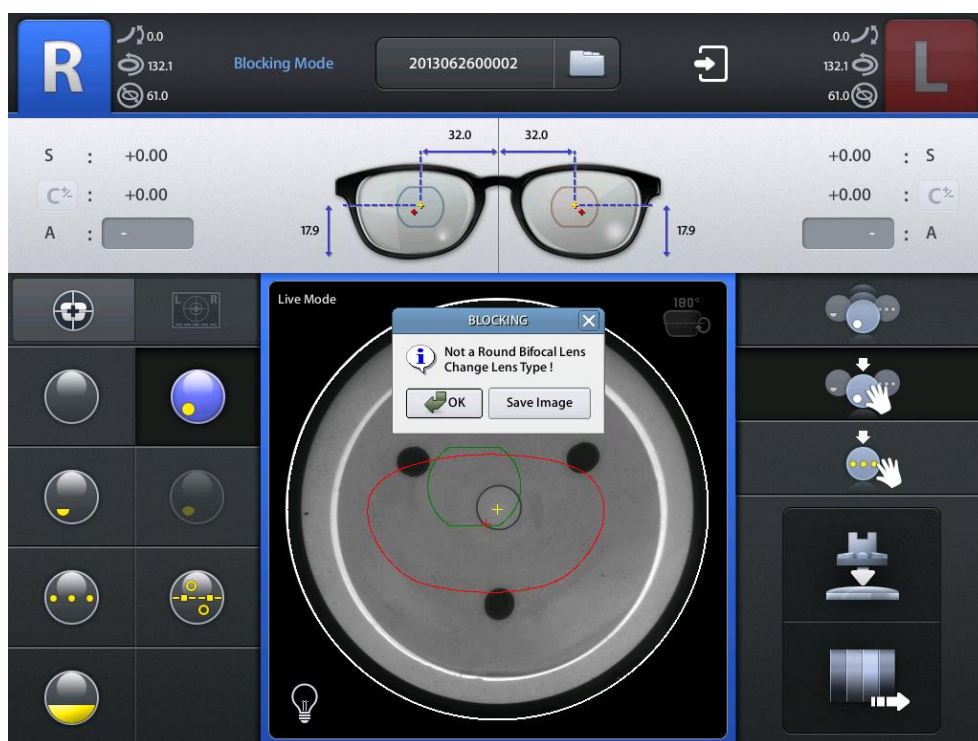 R
0.0
132.1
61.0
Blocking Mode
2013062600002
0.0
132.1
61.0
L
S : +0.00
C+/- : +0.00
A : -
32.0
32.0
17.9
17.9
+0.00 : S
+0.00 : C+/-
- : A
L R
Live Mode
180°
BLOCKING
Not a Round Bifocal Lens
Change Lens Type !
OK
Save Image